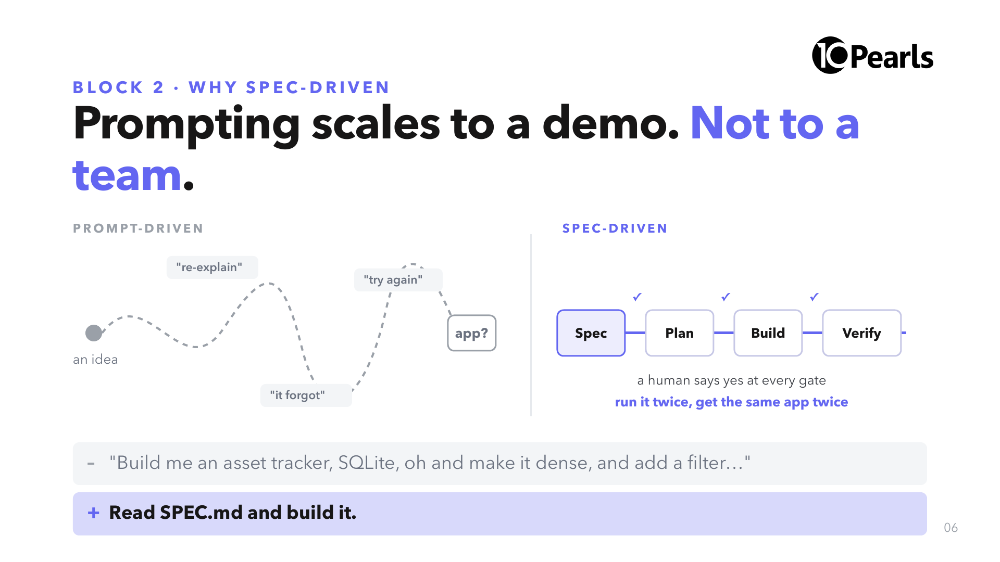 10Pearls
BLOCK 2 · WHY SPEC-DRIVEN
Prompting scales to a demo. Not to a
team.
PROMPT-DRIVEN
"re-explain"
"try again"
app?
an idea
"it forgot"
SPEC-DRIVEN
✓ ✓ ✓
Spec Plan Build Verify
a human says yes at every gate
run it twice, get the same app twice
– "Build me an asset tracker, SQLite, oh and make it dense, and add a filter…"
+ Read SPEC.md and build it.
06